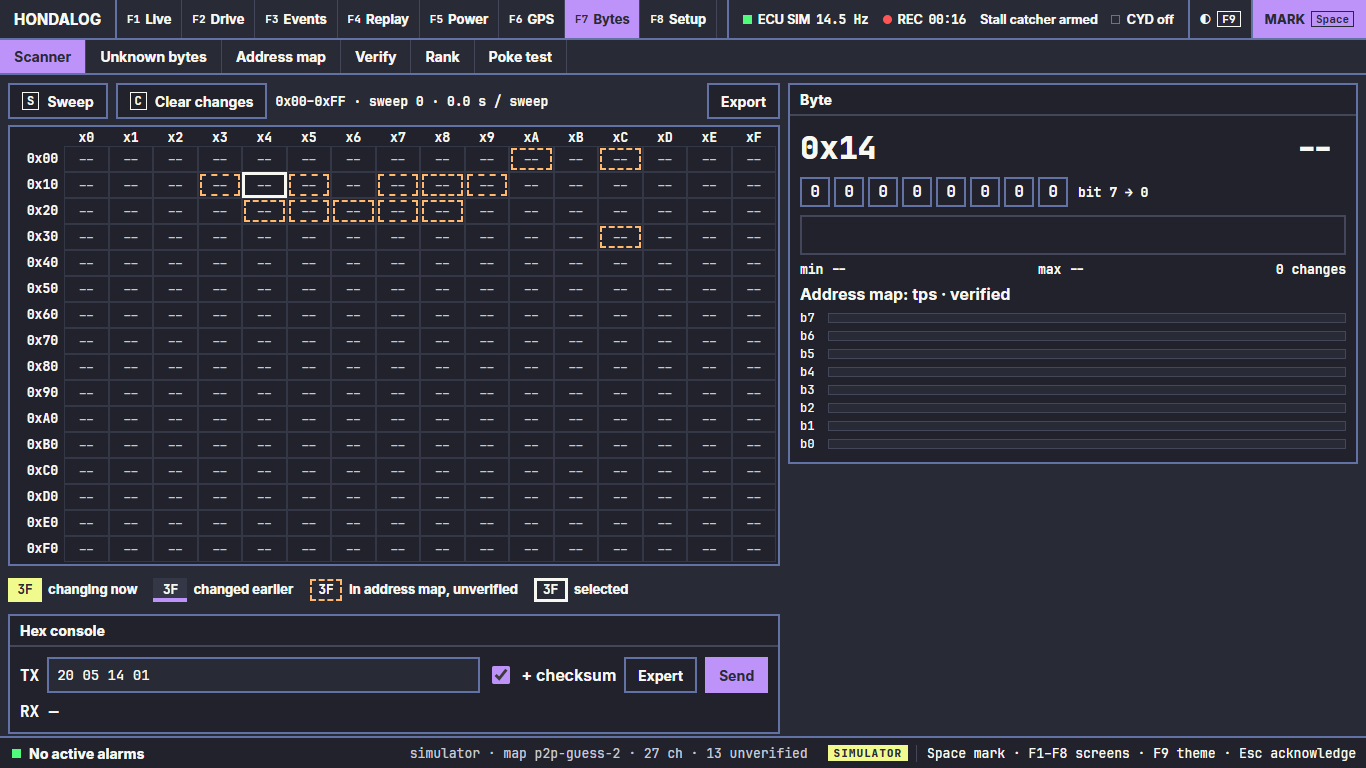 HONDALOG F1 Live F2 Drive F3 Events F4 Replay F5 Power F6 GPS F7 Bytes F8 Setup ECU SIM 14.5 Hz REC 00:16 Stall catcher armed CYD off F9 MARK Space
Scanner Unknown bytes Address map Verify Rank Poke test
S Sweep C Clear changes 0x00-0xFF · sweep 0 · 0.0 s / sweep Export
x0 x1 x2 x3 x4 x5 x6 x7 x8 x9 xA xB xC xD xE xF
0x00 -- -- -- -- -- -- -- -- -- -- -- -- -- -- -- --
0x10 -- -- -- -- -- -- -- -- -- -- -- -- -- -- -- --
0x20 -- -- -- -- -- -- -- -- -- -- -- -- -- -- -- --
0x30 -- -- -- -- -- -- -- -- -- -- -- -- -- -- -- --
0x40 -- -- -- -- -- -- -- -- -- -- -- -- -- -- -- --
0x50 -- -- -- -- -- -- -- -- -- -- -- -- -- -- -- --
0x60 -- -- -- -- -- -- -- -- -- -- -- -- -- -- -- --
0x70 -- -- -- -- -- -- -- -- -- -- -- -- -- -- -- --
0x80 -- -- -- -- -- -- -- -- -- -- -- -- -- -- -- --
0x90 -- -- -- -- -- -- -- -- -- -- -- -- -- -- -- --
0xA0 -- -- -- -- -- -- -- -- -- -- -- -- -- -- -- --
0xB0 -- -- -- -- -- -- -- -- -- -- -- -- -- -- -- --
0xC0 -- -- -- -- -- -- -- -- -- -- -- -- -- -- -- --
0xD0 -- -- -- -- -- -- -- -- -- -- -- -- -- -- -- --
0xE0 -- -- -- -- -- -- -- -- -- -- -- -- -- -- -- --
0xF0 -- -- -- -- -- -- -- -- -- -- -- -- -- -- -- --
3F changing now 3F changed earlier 3F In address map, unverified 3F selected
Hex console
TX 20 05 14 01 + checksum Expert Send
RX —
Byte
0x14 --
0 0 0 0 0 0 0 0 bit 7 → 0
min -- max -- 0 changes
Address map: tps · verified
b7
b6
b5
b4
b3
b2
b1
b0
No active alarms simulator · map p2p-guess-2 · 27 ch · 13 unverified SIMULATOR Space mark · F1-F8 screens · F9 theme · Esc acknowledge